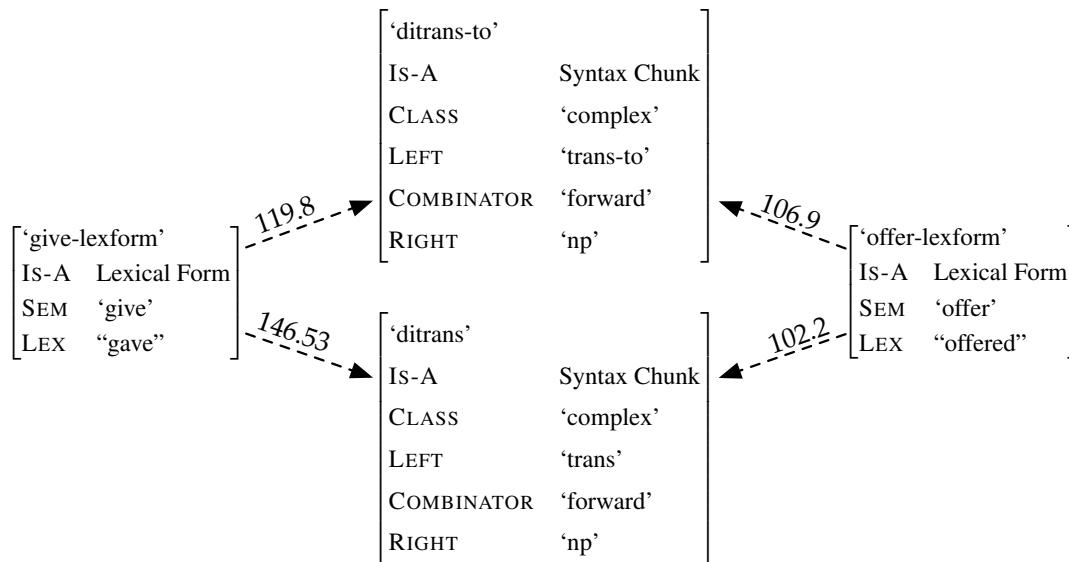 ‘ditrans-to’
IS-A Syntax Chunk
CLASS ‘complex’
LEFT ‘trans-to’
COMBINATOR ‘forward’
RIGHT ‘np’
119.8
106.9
‘give-lexform’
IS-A Lexical Form
SEM ‘give’
LEX “gave”
‘offer-lexform’
IS-A Lexical Form
SEM ‘offer’
LEX “offered”
146.53
102.2
‘ditrans’
IS-A Syntax Chunk
CLASS ‘complex’
LEFT ‘trans’
COMBINATOR ‘forward’
RIGHT ‘np’